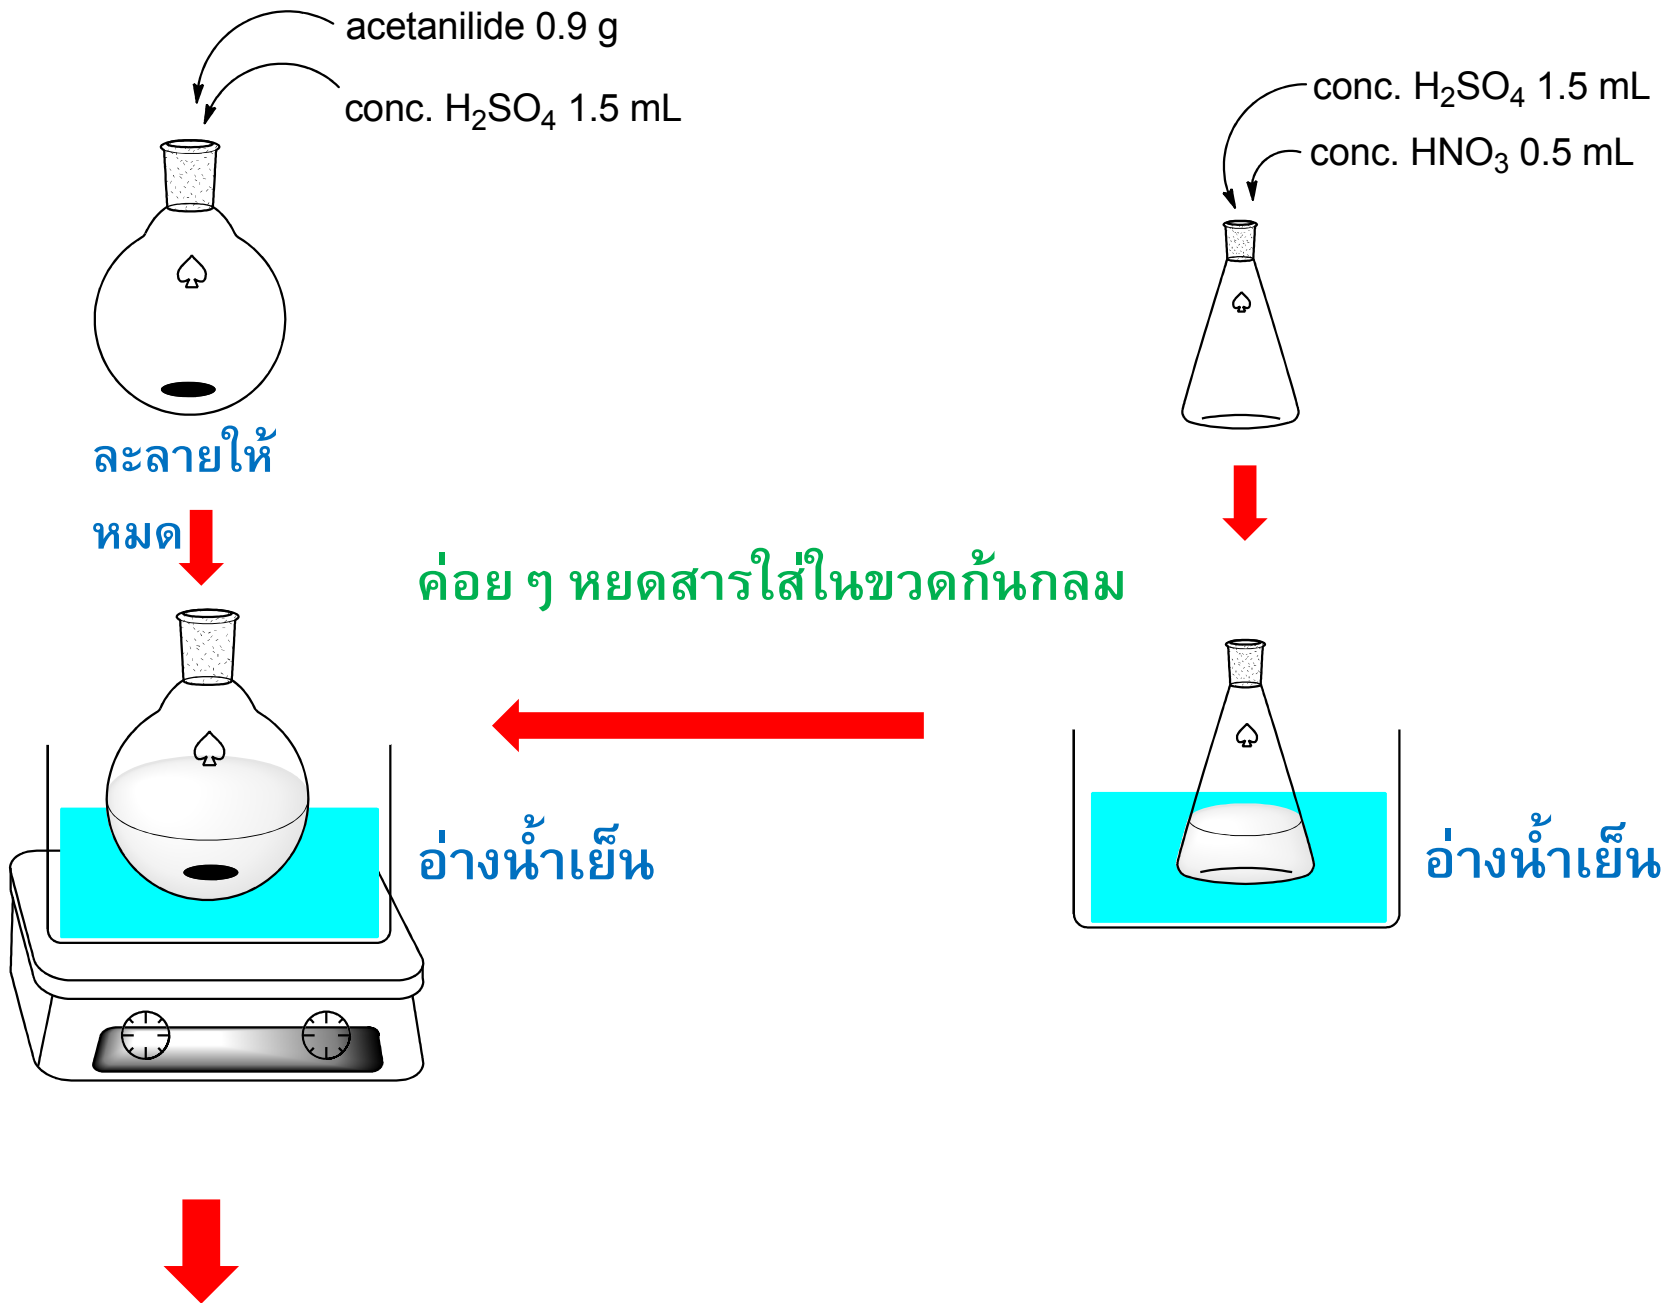 acetanilide 0.9 g
conc. H₂SO₄ 1.5 mL
conc. H₂SO₄ 1.5 mL
conc. HNO₃ 0.5 mL
ละลายให้
หมด
ค่อย ๆ หยดสารใส่ในขวดก้นกลม
อ่างน้ำเย็น
อ่างน้ำเย็น